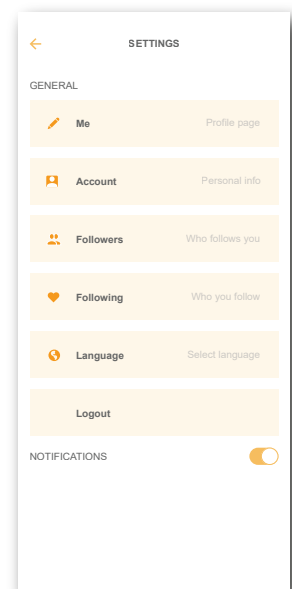 SETTINGS
GENERAL
Me Profile page
Account Personal info
Followers Who follows you
Following Who you follow
Language Select language
Logout
NOTIFICATIONS